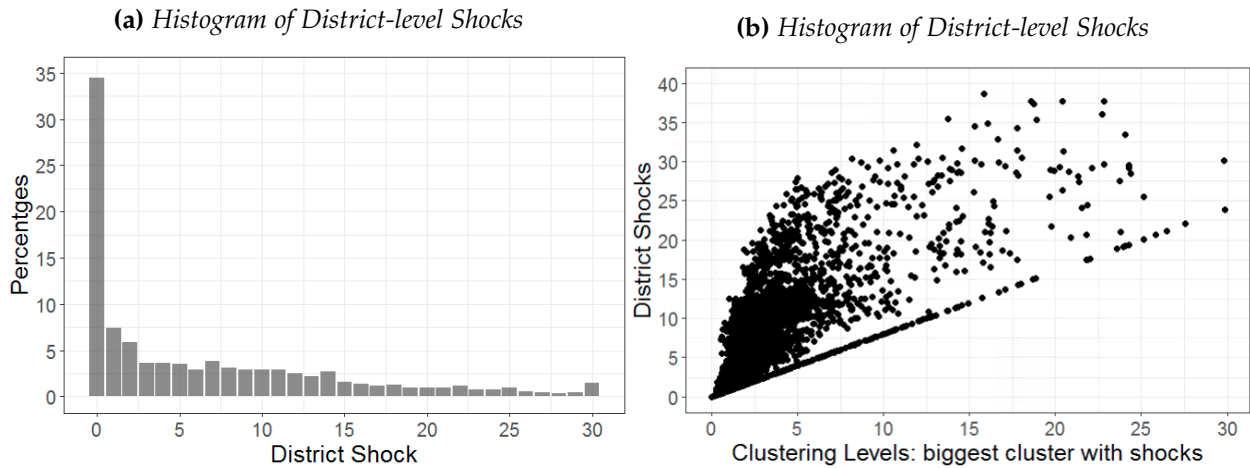 (a) Histogram of District-level Shocks
35
30
25
20
15
10
5
0
Percentges
0 5 10 15 20 25 30
District Shock
(b) Histogram of District-level Shocks
40
35
30
25
20
15
10
5
0
District Shocks
0 5 10 15 20 25 30
Clustering Levels: biggest cluster with shocks